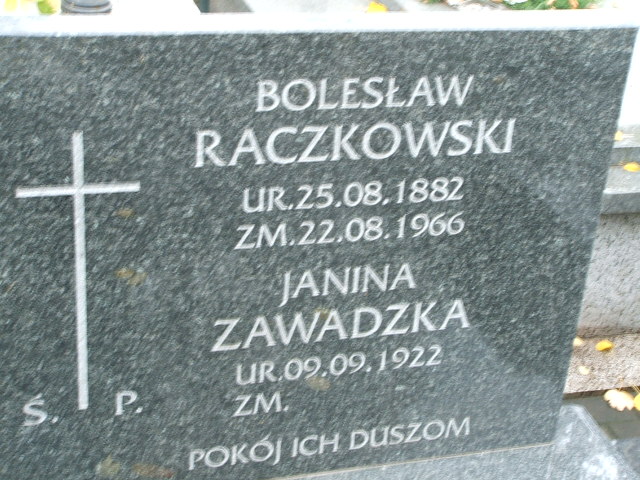 BOLESŁAW
RACZKOWSKI
UR.25.08.1882
ZM.22.08.1966
JANINA
ZAWADZKA
UR.09.09.1922
ZM.
Ś. P.
POKÓJ ICH DUSZOM